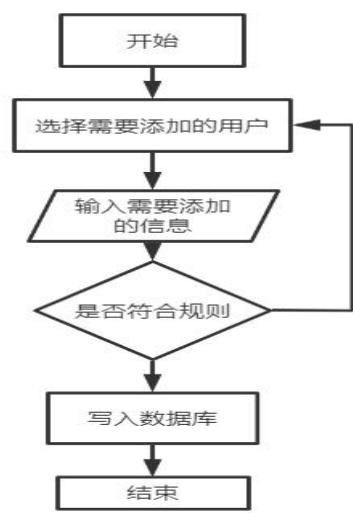 开始
选择需要添加的用户
输入需要添加
的信息
是否符合规则
写入数据库
结束